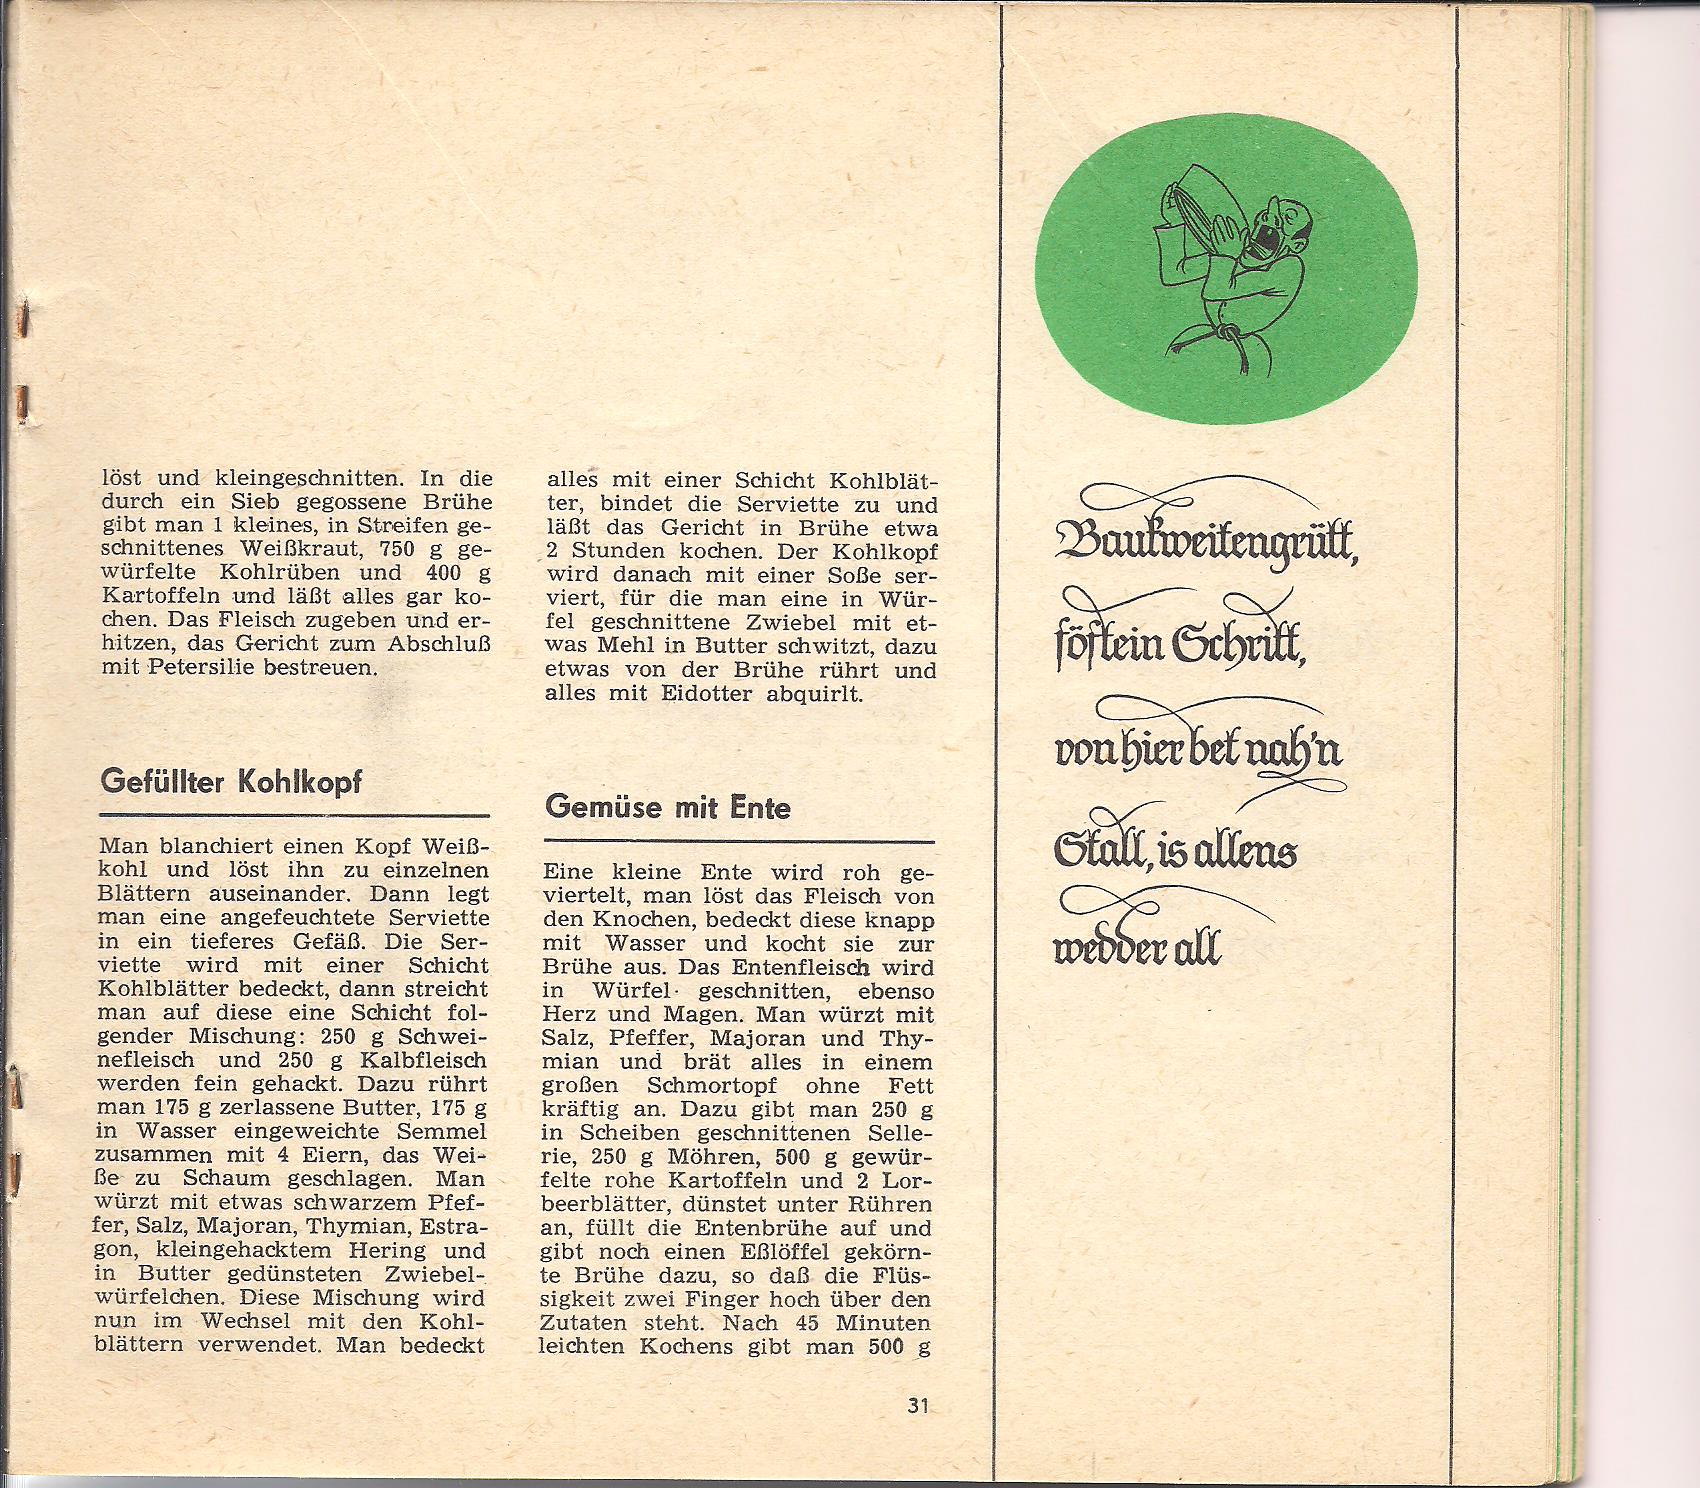 löst und kleingeschnitten. In die
durch ein Sieb gegossene Brühe
gibt man 1 kleines, in Streifen ge-
schnittenes Weißkraut, 750 g ge-
würfelte Kohlrüben und 400 g
Kartoffeln und läßt alles gar ko-
chen. Das Fleisch zugeben und er-
hitzen, das Gericht zum Abschluß
mit Petersilie bestreuen.
Gefüllter Kohlkopf
Man blanchiert einen Kopf Weiß-
kohl und löst ihn zu einzelnen
Blättern auseinander. Dann legt
man eine angefeuchtete Serviette
in ein tieferes Gefäß. Die Ser-
viette wird mit einer Schicht
Kohlblätter bedeckt, dann streicht
man auf diese eine Schicht fol-
gender Mischung: 250 g Schwei-
nefleisch und 250 g Kalbfleisch
werden fein gehackt. Dazu rührt
man 175 g zerlassene Butter, 175 g
in Wasser eingeweichte Semmel
zusammen mit 4 Eiern, das Wei-
ße zu Schaum geschlagen. Man
würzt mit etwas schwarzem Pfef-
fer, Salz, Majoran, Thymian, Estra-
gon, kleingehacktem Hering und
in Butter gedünsteten Zwiebel-
würfelchen. Diese Mischung wird
nun im Wechsel mit den Kohl-
blättern verwendet. Man bedeckt
alles mit einer Schicht Kohlblät-
ter, bindet die Serviette zu und
läßt das Gericht in Brühe etwa
2 Stunden kochen. Der Kohlkopf
wird danach mit einer Soße ser-
viert, für die man eine in Wür-
fel geschnittene Zwiebel mit et-
was Mehl in Butter schwitzt, dazu
etwas von der Brühe rührt und
alles mit Eidotter abquirlt.
Gemüse mit Ente
Eine kleine Ente wird roh ge-
viertelt, man löst das Fleisch von
den Knochen, bedeckt diese knapp
mit Wasser und kocht sie zur
Brühe aus. Das Entenfleisch wird
in Würfel geschnitten, ebenso
Herz und Magen. Man würzt mit
Salz, Pfeffer, Majoran und Thy-
mian und brät alles in einem
großen Schmortopf ohne Fett
kräftig an. Dazu gibt man 250 g
in Scheiben geschnittenen Selle-
rie, 250 g Möhren, 500 g gewür-
felte rohe Kartoffeln und 2 Lor-
beerblätter, dünstet unter Rühren
an, füllt die Entenbrühe auf und
gibt noch einen Eßlöffel gekörn-
te Brühe dazu, so daß die Flüs-
sigkeit zwei Finger hoch über den
Zutaten steht. Nach 45 Minuten
leichten Kochens gibt man 500 g
31
Baukweitengrütt,
föftein Schritt,
von hier bet nah'n
Stall, is allens
wedder all